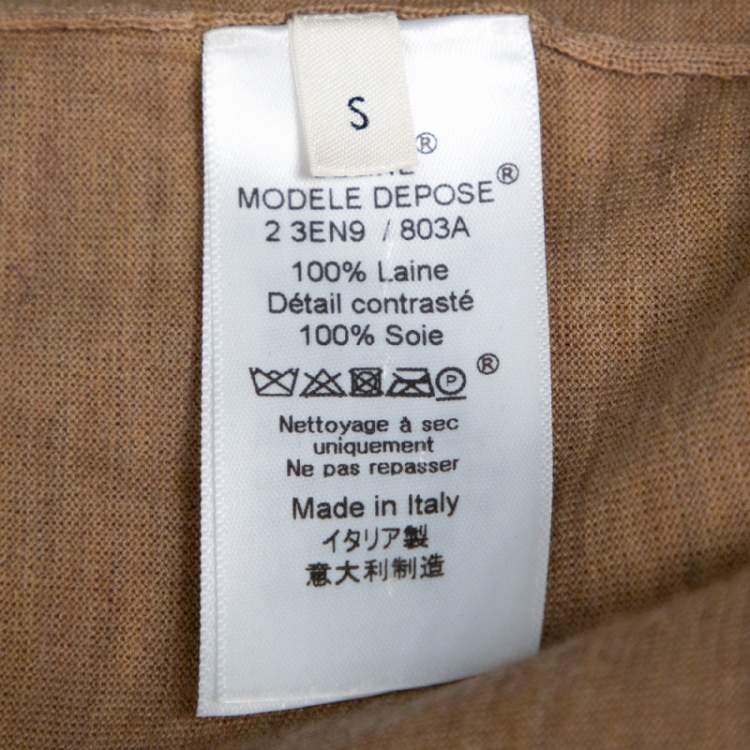 S
®
MODELE DEPOSE®
2 3EN9 / 803A
100% Laine
Détail contrasté
100% Soie
P ®
Nettoyage à sec
uniquement
Ne pas repasser
Made in Italy
イタリア製
意大利制造